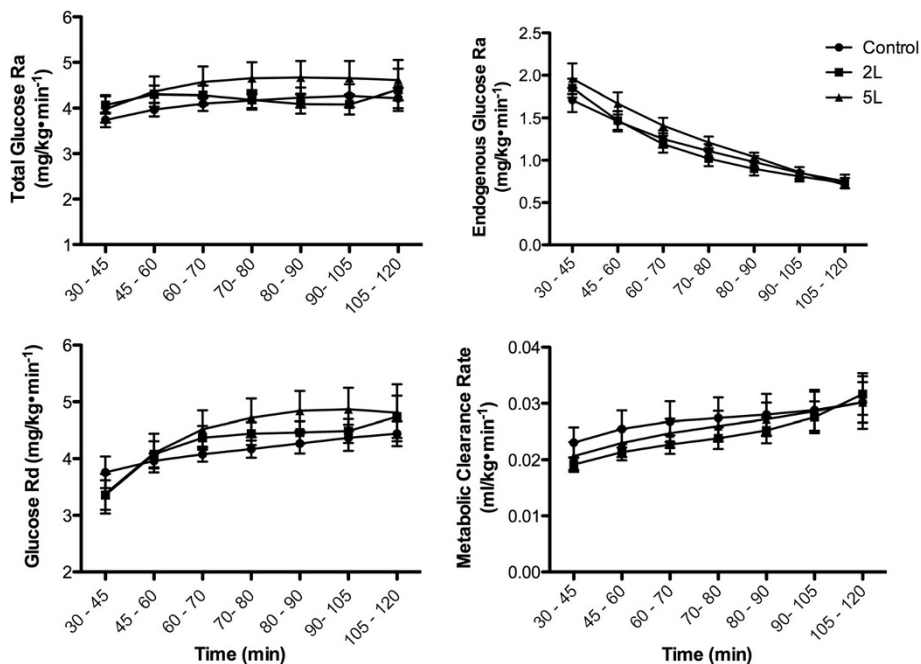 Total Glucose Ra
(mg/kg•min⁻¹)
6
5
4
3
2
1
30 - 45
45 - 60
60 - 70
70- 80
80 - 90
90- 105
105 - 120
Endogenous Glucose Ra
(mg/kg•min⁻¹)
2.5
2.0
1.5
1.0
0.5
0.0
30 - 45
45 - 60
60 - 70
70- 80
80 - 90
90- 105
105 - 120
Control
2L
5L
Glucose Rd (mg/kg•min⁻¹)
6
5
4
3
2
30 - 45
45 - 60
60 - 70
70- 80
80 - 90
90- 105
105 - 120
Time (min)
Metabolic Clearance Rate
(ml/kg•min⁻¹)
0.04
0.03
0.02
0.01
0.00
30 - 45
45 - 60
60 - 70
70- 80
80 - 90
90- 105
105 - 120
Time (min)